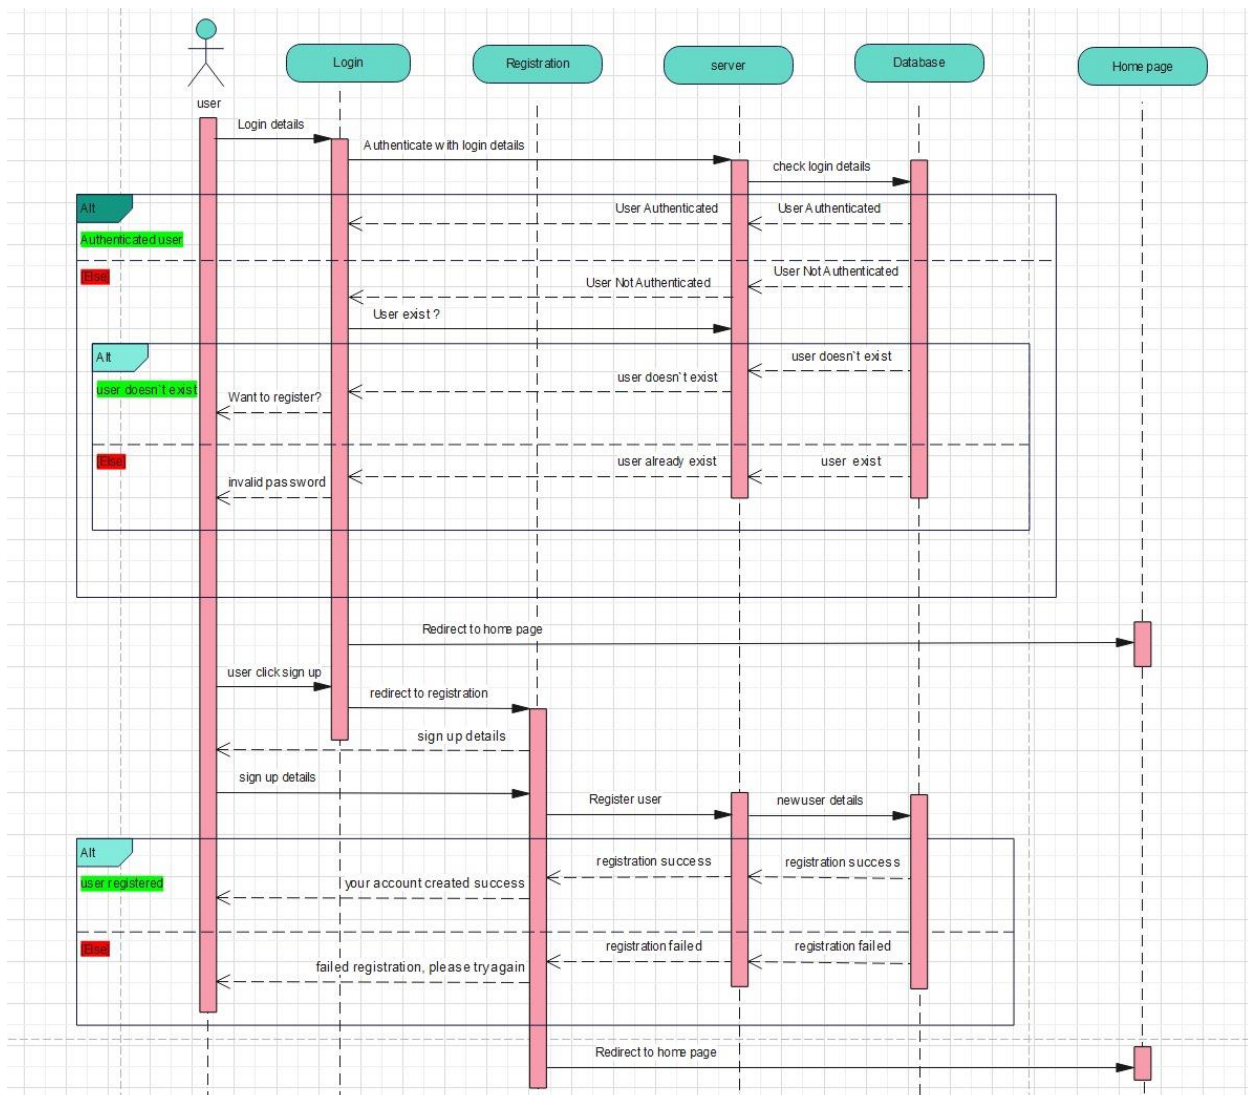 Login
Registration
server
Database
Home page
user
Login details
Authenticate with login details
check login details
Alt
User Authenticated
User Authenticated
Authenticated user
[Else]
User Not Authenticated
User Not Authenticated
User exist ?
Alt
user doesn`t exist
user doesn`t exist
user doesn`t exist
Want to register?
[Else]
user already exist
user exist
invalid password
Redirect to home page
user click sign up
redirect to registration
sign up details
sign up details
Register user
new user details
Alt
registration success
registration success
user registered
your account created success
[Else]
registration failed
registration failed
failed registration, please try again
Redirect to home page